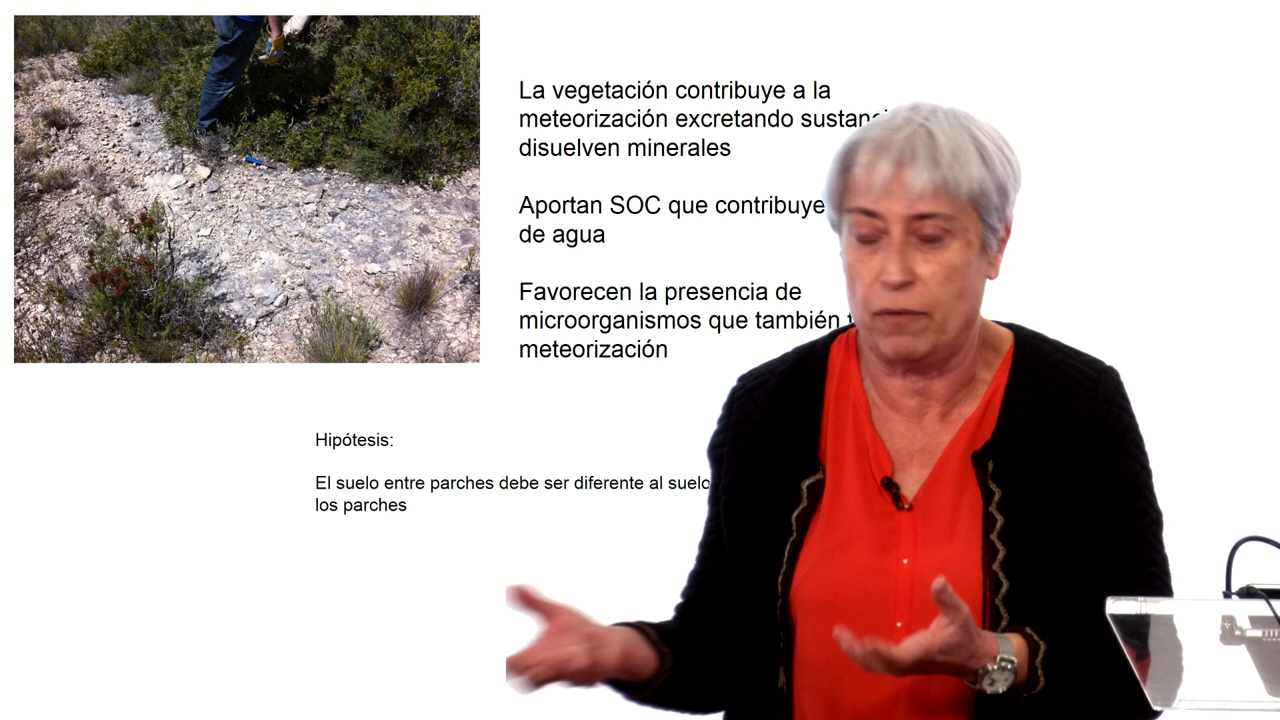 La vegetación contribuye a la
meteorización excretando
disuelven minerales
Aportan SOC que contribuye
de agua
Favorecen la presencia de
microorganismos que también
meteorización
Hipótesis:
El suelo entre parches debe ser diferente al suelo
los parches